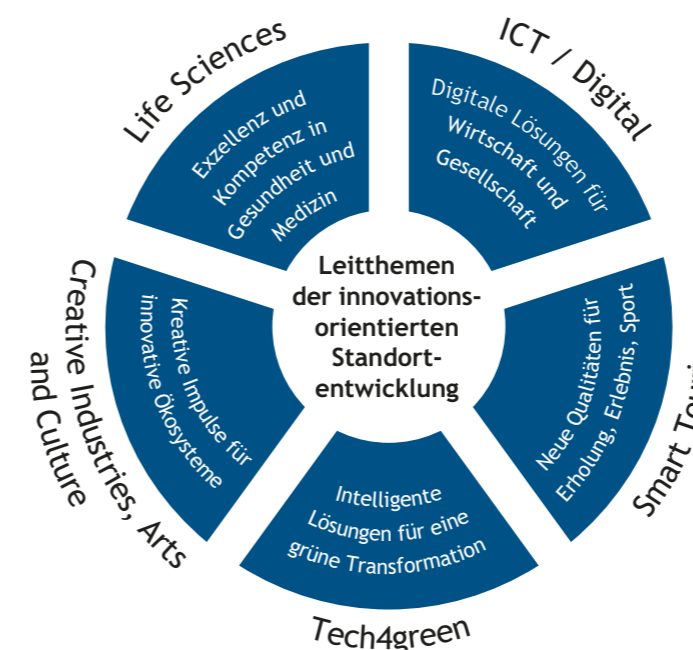 Life Sciences
Exzellenz und
Kompetenz in
Gesundheit und
Medizin
ICT / Digital
Digitale Lösungen für
Wirtschaft und
Gesellschaft
Leitthemen
der innovations-
orientierten
Standort-
entwicklung
Creative Industries, Arts
and Culture
Kreative Impulse für
innovative Ökosysteme
Neue Qualitäten für
Erholung, Erlebnis, Sport
Smart
Intelligente
Lösungen für eine
grüne Transformation
Tech4green